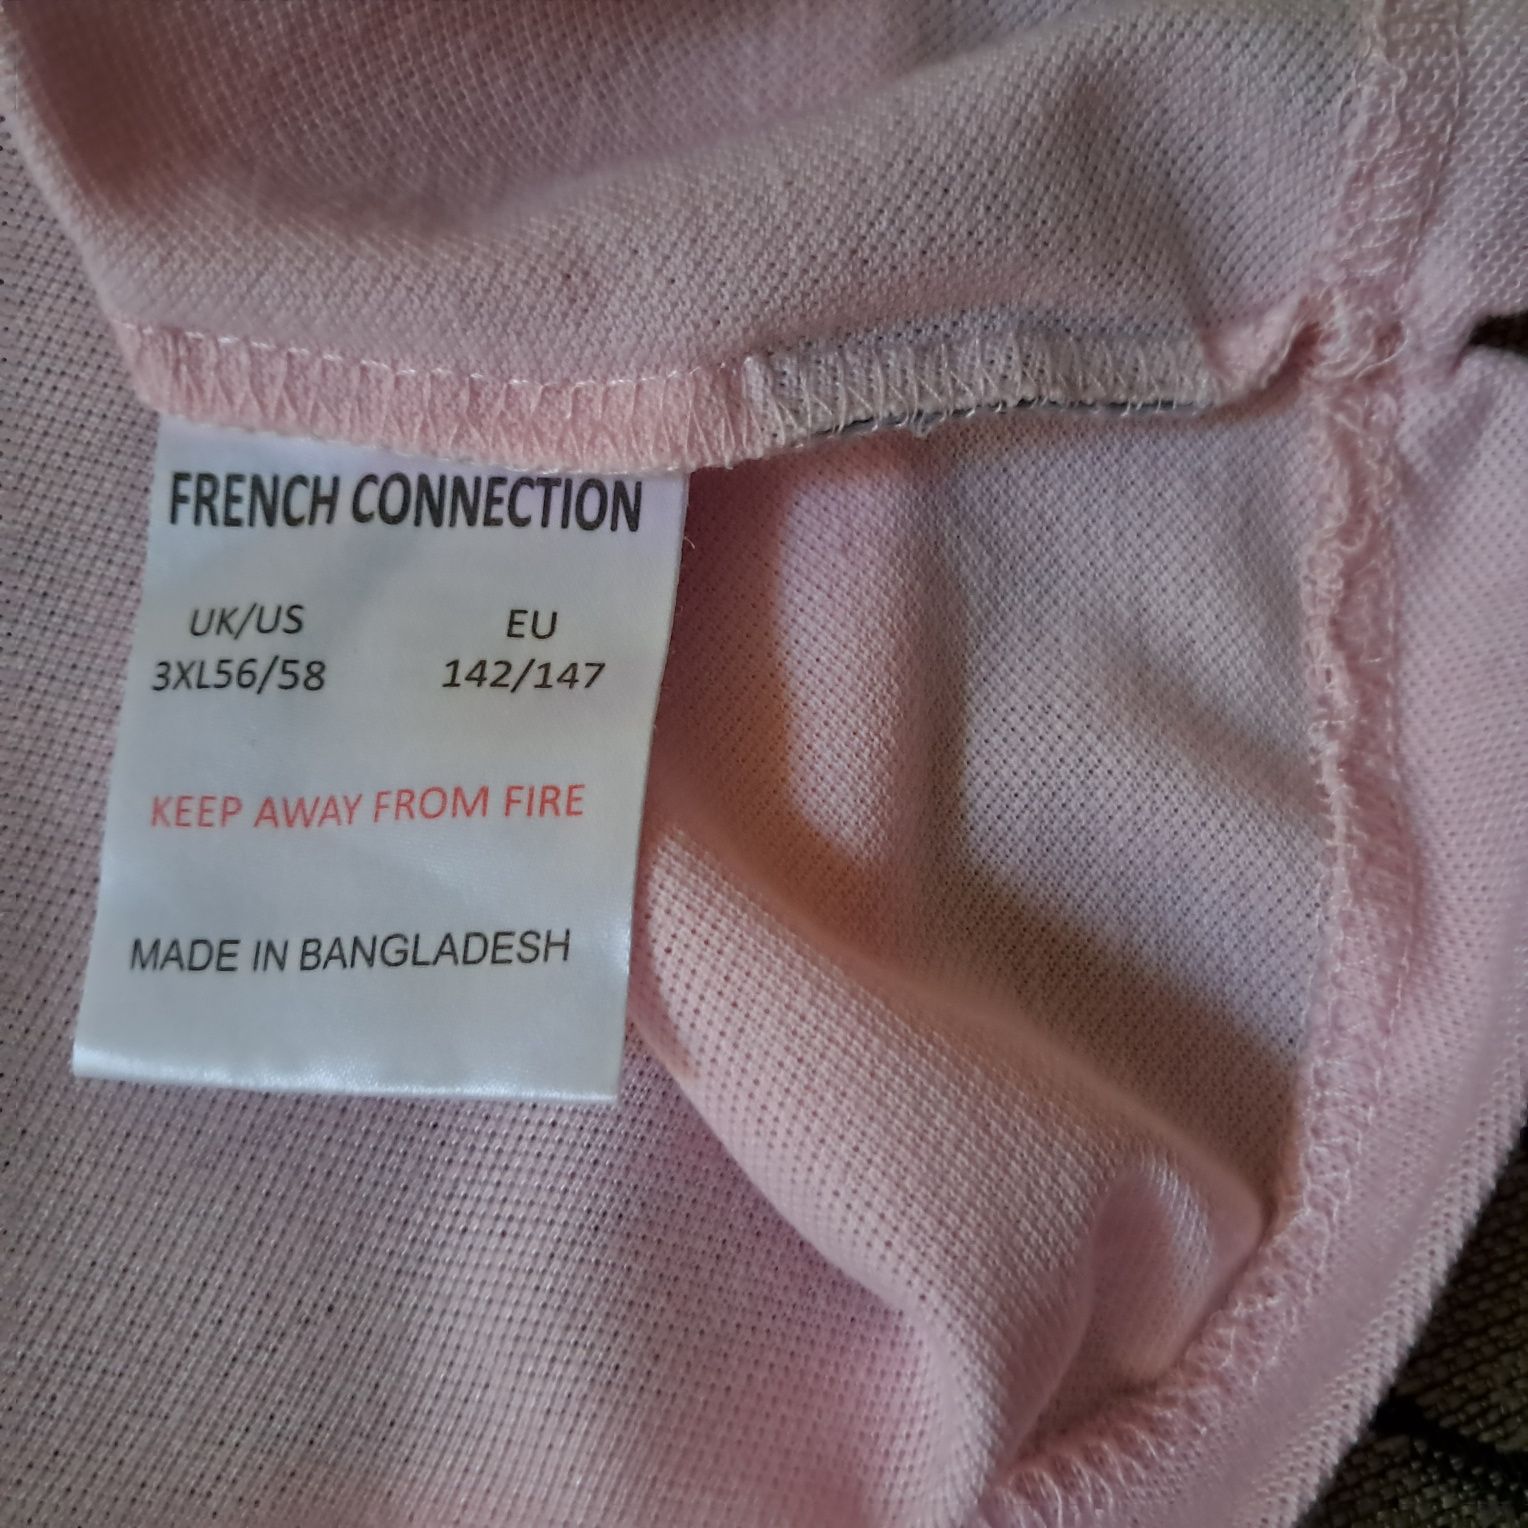 FRENCH CONNECTION
UK/US EU
3XL56/58 142/147
KEEP AWAY FROM FIRE
MADE IN BANGLADESH